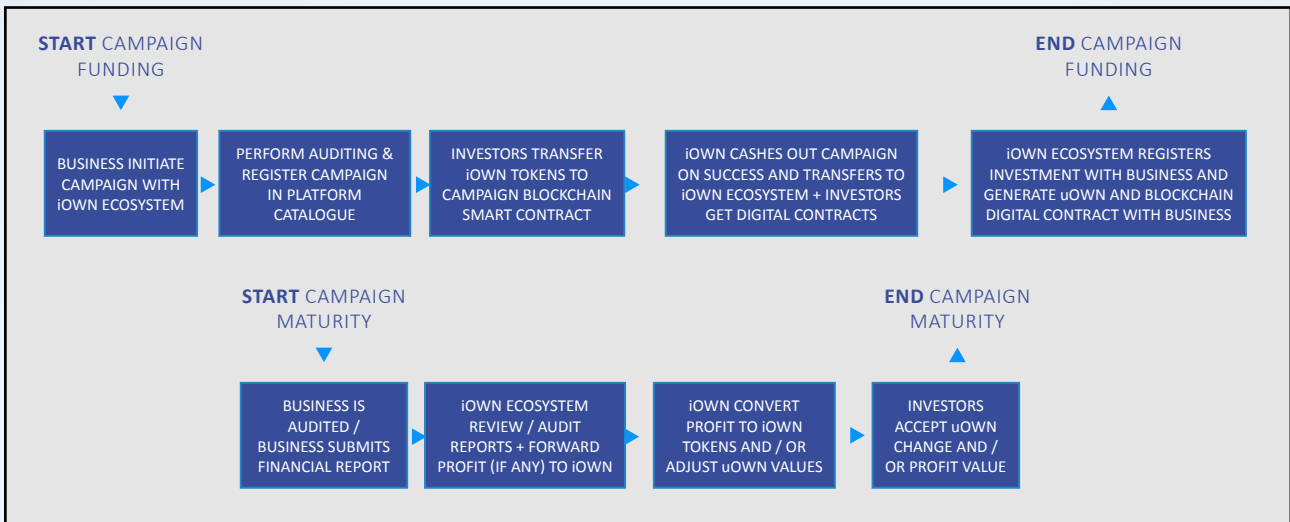 START CAMPAIGN
FUNDING
END CAMPAIGN
FUNDING
BUSINESS INITIATE
CAMPAIGN WITH
iOWN ECOSYSTEM
PERFORM AUDITING &
REGISTER CAMPAIGN
IN PLATFORM
CATALOGUE
INVESTORS TRANSFER
iOWN TOKENS TO
CAMPAIGN BLOCKCHAIN
SMART CONTRACT
iOWN CASHES OUT CAMPAIGN
ON SUCCESS AND TRANSFERS TO
iOWN ECOSYSTEM + INVESTORS
GET DIGITAL CONTRACTS
iOWN ECOSYSTEM REGISTERS
INVESTMENT WITH BUSINESS AND
GENERATE uOWN AND BLOCKCHAIN
DIGITAL CONTRACT WITH BUSINESS
START CAMPAIGN
MATURITY
END CAMPAIGN
MATURITY
BUSINESS IS
AUDITED /
BUSINESS SUBMITS
FINANCIAL REPORT
iOWN ECOSYSTEM
REVIEW / AUDIT
REPORTS + FORWARD
PROFIT (IF ANY) TO iOWN
iOWN CONVERT
PROFIT TO iOWN
TOKENS AND / OR
ADJUST uOWN VALUES
INVESTORS
ACCEPT uOWN
CHANGE AND /
OR PROFIT VALUE